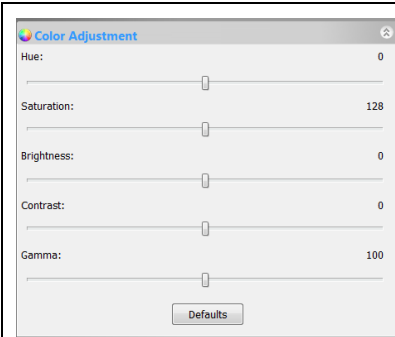 Color Adjustment
Hue: 0
Saturation: 128
Brightness: 0
Contrast: 0
Gamma: 100
Defaults